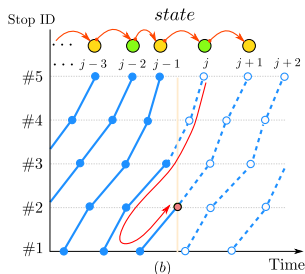 state
Stop ID
. . .
. . . j − 3 j − 2 j − 1 j j + 1 j + 2
#5
#4
#3
#2
#1
Time
(b)